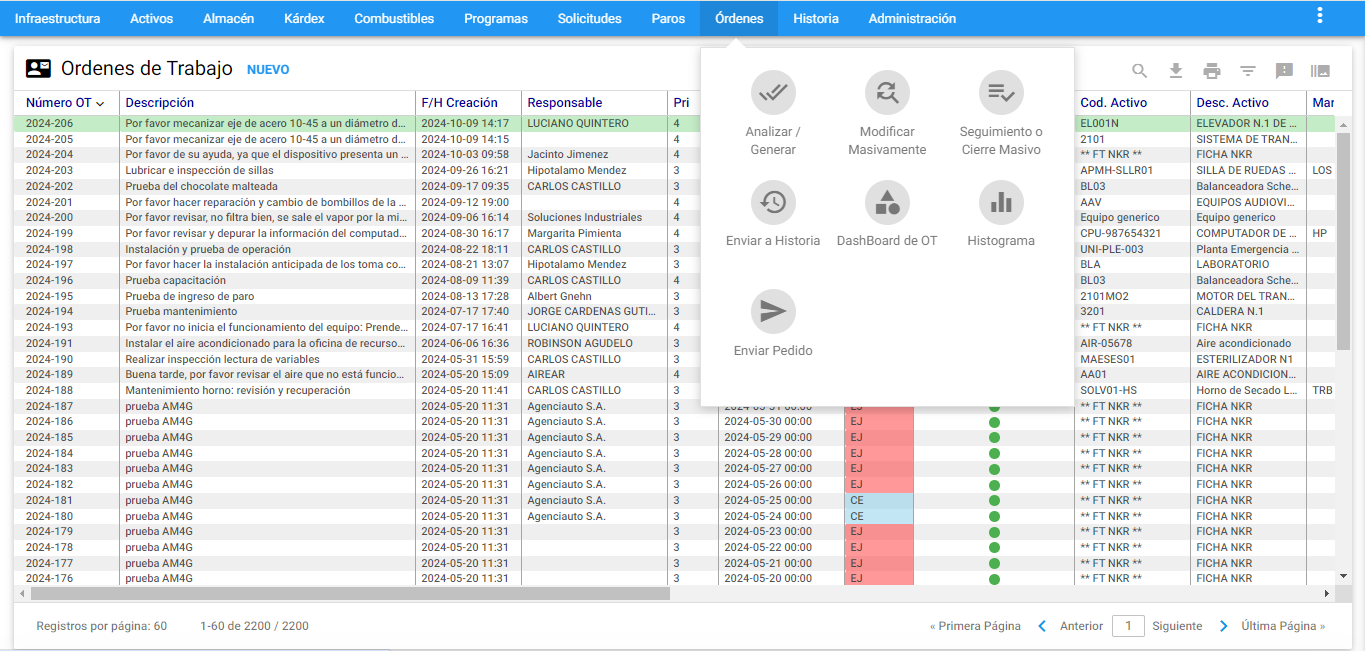 Infraestructura Activos Almacén Kárdex Combustibles Programas Solicitudes Paros Órdenes Historia Administración
Ordenes de Trabajo NUEVO
Analizar / Generar
Modificar Masivamente
Seguimiento o Cierre Masivo
Enviar a Historia
DashBoard de OT
Histograma
Enviar Pedido
Número OT Descripción F/H Creación Responsable Pri Cod. Activo Desc. Activo Mar
2024-206 Por favor mecanizar eje de acero 10-45 a un diámetro d... 2024-10-09 14:17 LUCIANO QUINTERO 4 EL001N ELEVADOR N.1 DE ...
2024-205 Por favor mecanizar eje de acero 10-45 a un diámetro d... 2024-10-09 14:15 4 2101 SISTEMA DE TRAN...
2024-204 Por favor de su ayuda, ya que el dispositivo presenta un ... 2024-10-03 09:58 Jacinto Jimenez 4 ** FT NKR ** FICHA NKR
2024-203 Lubricar e inspección de sillas 2024-09-26 16:21 Hipotalamo Mendez 3 APMH-SLLR01 SILLA DE RUEDAS ... LOS
2024-202 Prueba del chocolate malteada 2024-09-17 09:35 CARLOS CASTILLO 3 BL03 Balanceadora Sche...
2024-201 Por favor hacer reparación y cambio de bombillos de la ... 2024-09-12 19:00 4 AAV EQUIPOS AUDIOVI...
2024-200 Por favor revisar, no filtra bien, se sale el vapor por la mi... 2024-09-06 16:14 Soluciones Industriales 4 Equipo generico Equipo generico
2024-199 Por favor revisar y depurar la información del computad... 2024-08-30 16:17 Margarita Pimienta 4 CPU-987654321 COMPUTADOR DE ... HP
2024-198 Instalación y prueba de operación 2024-08-22 18:11 CARLOS CASTILLO 3 UNI-PLE-003 Planta Emergencia ...
2024-197 Por favor hacer la instalación anticipada de los toma co... 2024-08-21 13:07 Hipotalamo Mendez 3 BLA LABORATORIO
2024-196 Prueba capacitación 2024-08-09 11:39 CARLOS CASTILLO 3 BL03 Balanceadora Sche...
2024-195 Prueba de ingreso de paro 2024-08-13 17:28 Albert Gnehn 3 2101MO2 MOTOR DEL TRAN...
2024-194 Prueba mantenimiento 2024-07-17 17:40 JORGE CARDENAS GUTI... 3 3201 CALDERA N.1
2024-193 Por favor no inicia el funcionamiento del equipo: Prende... 2024-07-17 16:41 LUCIANO QUINTERO 4 ** FT NKR ** FICHA NKR
2024-191 Instalar el aire acondicionado para la oficina de recurso... 2024-06-06 16:36 ROBINSON AGUDELO 3 AIR-05678 Aire acondicionado
2024-190 Realizar inspección lectura de variables 2024-05-31 15:59 CARLOS CASTILLO 3 MAESES01 ESTERILIZADOR N1
2024-189 Buena tarde, por favor revisar el aire que no está funcio... 2024-05-20 15:09 AIREAR 4 AA01 AIRE ACONDICION...
2024-188 Mantenimiento horno: revisión y recuperación 2024-05-20 11:41 CARLOS CASTILLO 3 SOLV01-HS Horno de Secado L... TRB
2024-187 prueba AM4G 2024-05-20 11:31 Agenciauto S.A. 3 2024-05-31 00:00 EJ ** FT NKR ** FICHA NKR
2024-186 prueba AM4G 2024-05-20 11:31 Agenciauto S.A. 3 2024-05-30 00:00 EJ ** FT NKR ** FICHA NKR
2024-185 prueba AM4G 2024-05-20 11:31 Agenciauto S.A. 3 2024-05-29 00:00 EJ ** FT NKR ** FICHA NKR
2024-184 prueba AM4G 2024-05-20 11:31 Agenciauto S.A. 3 2024-05-28 00:00 EJ ** FT NKR ** FICHA NKR
2024-183 prueba AM4G 2024-05-20 11:31 Agenciauto S.A. 3 2024-05-27 00:00 EJ ** FT NKR ** FICHA NKR
2024-182 prueba AM4G 2024-05-20 11:31 Agenciauto S.A. 3 2024-05-26 00:00 EJ ** FT NKR ** FICHA NKR
2024-181 prueba AM4G 2024-05-20 11:31 Agenciauto S.A. 3 2024-05-25 00:00 CE ** FT NKR ** FICHA NKR
2024-180 prueba AM4G 2024-05-20 11:31 Agenciauto S.A. 3 2024-05-24 00:00 CE ** FT NKR ** FICHA NKR
2024-179 prueba AM4G 2024-05-20 11:31 3 2024-05-23 00:00 EJ ** FT NKR ** FICHA NKR
2024-178 prueba AM4G 2024-05-20 11:31 3 2024-05-22 00:00 EJ ** FT NKR ** FICHA NKR
2024-177 prueba AM4G 2024-05-20 11:31 3 2024-05-21 00:00 EJ ** FT NKR ** FICHA NKR
2024-176 prueba AM4G 2024-05-20 11:31 3 2024-05-20 00:00 EJ ** FT NKR ** FICHA NKR
Registros por página: 60 1-60 de 2200 / 2200 « Primera Página Anterior 1 Siguiente Última Página »